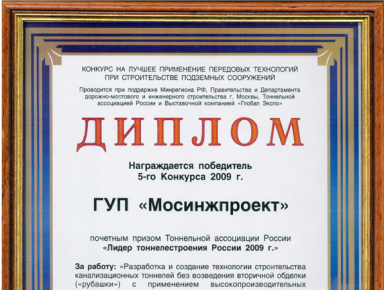 КОНКУРС НА ЛУЧШЕЕ ПРИМЕНЕНИЕ ПЕРЕДОВЫХ ТЕХНОЛОГИЙ
ПРИ СТРОИТЕЛЬСТВЕ ПОДЗЕМНЫХ СООРУЖЕНИЙ
Проводится при поддержке Минрегиона РФ, Правительства и Департамента
дорожно-мостового и инженерного строительства г. Москвы, Тоннельной
ассоциацией России и Выставочной компанией «Глобал Экспо»
ДИПЛОМ
Награждается победитель
5-го Конкурса 2009 г.
ГУП «Мосинжпроект»
почетным призом Тоннельной ассоциации России
«Лидер тоннелестроения России 2009 г.»
За работу: «Разработка и создание технологии строительства
канализационных тоннелей без возведения вторичной обделки
(«рубашки») с применением высокопроизводительных